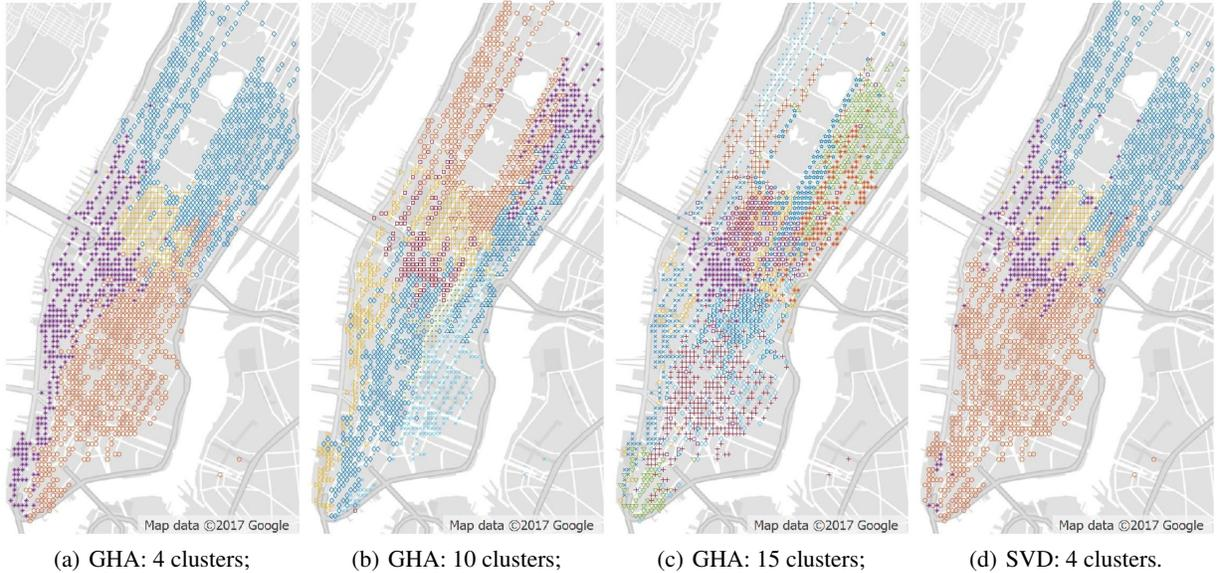 Map data ©2017 Google
Map data ©2017 Google
Map data ©2017 Google
Map data ©2017 Google
(a) GHA: 4 clusters;
(b) GHA: 10 clusters;
(c) GHA: 15 clusters;
(d) SVD: 4 clusters.